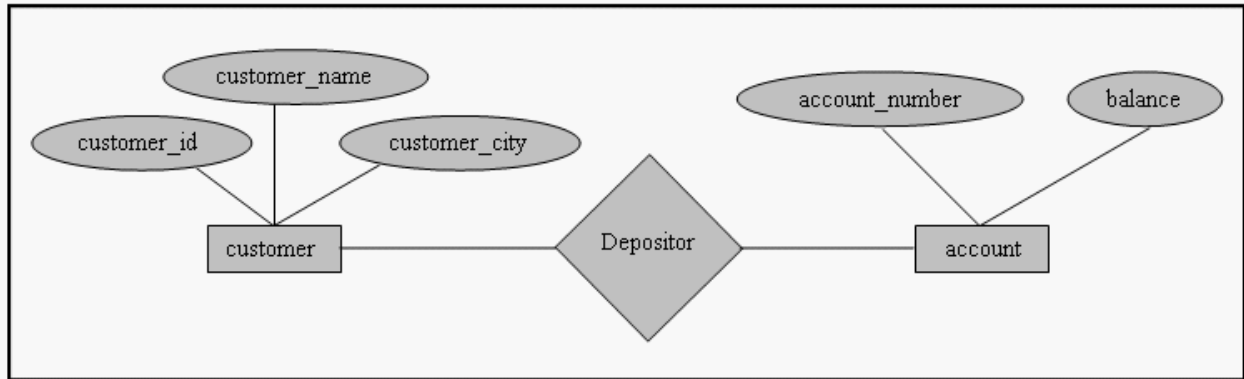 customer_name
customer_id
customer_city
account_number
balance
customer
Depositor
account